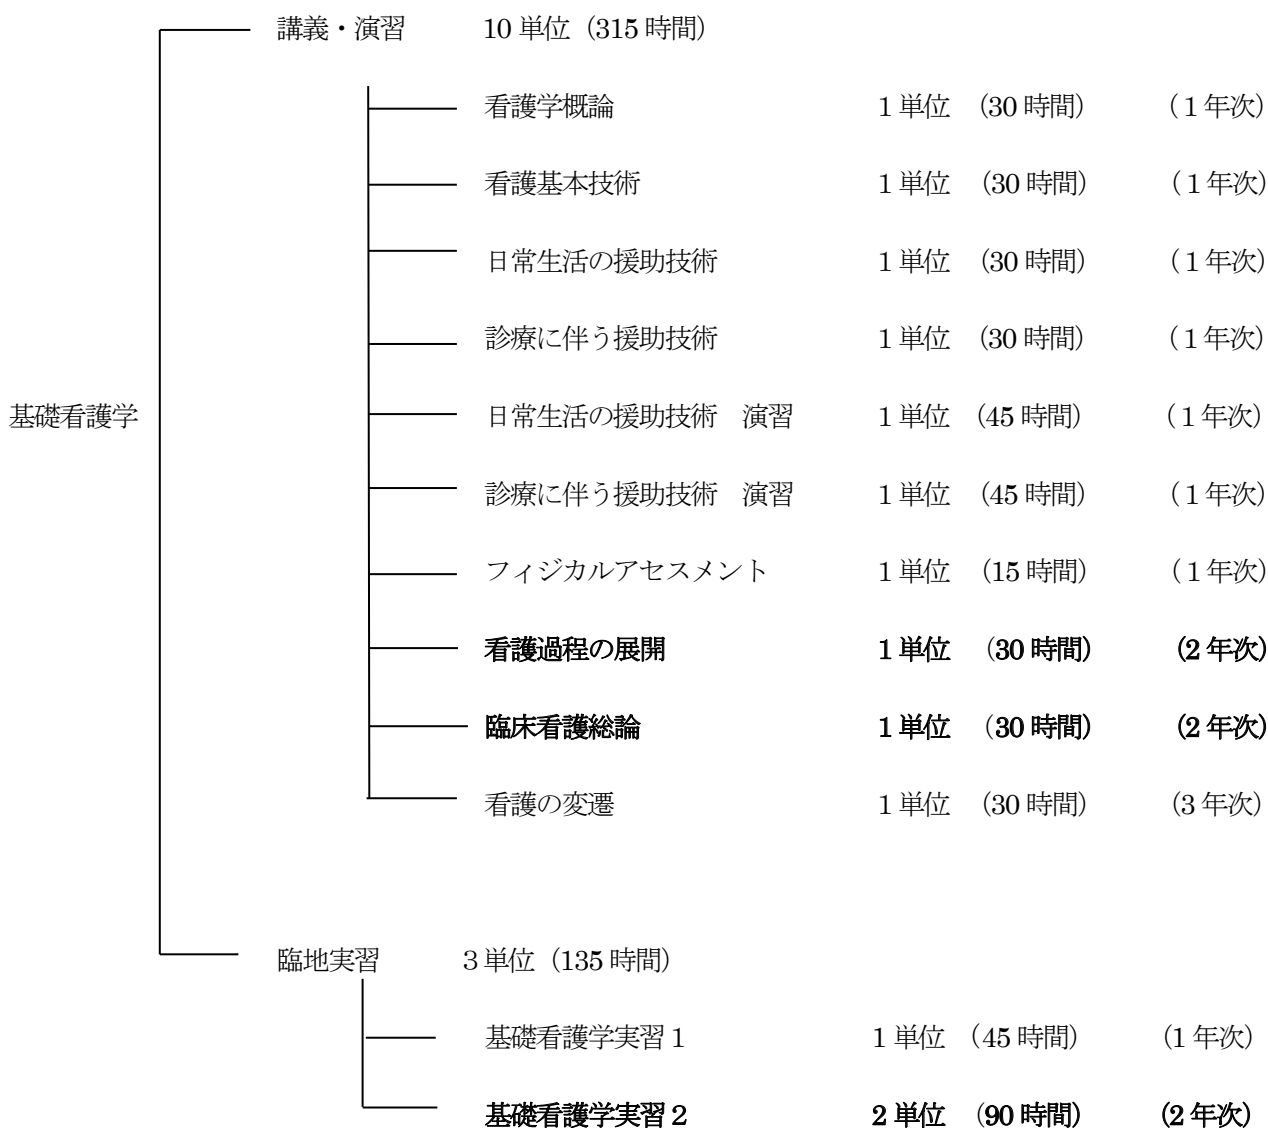 講義・演習 10単位（315時間）
看護学概論 1単位 （30時間） （1年次）
看護基本技術 1単位 （30時間） （1年次）
日常生活の援助技術 1単位 （30時間） （1年次）
診療に伴う援助技術 1単位 （30時間） （1年次）
基礎看護学 日常生活の援助技術　演習 1単位 （45時間） （1年次）
診療に伴う援助技術　演習 1単位 （45時間） （1年次）
フィジカルアセスメント 1単位 （15時間） （1年次）
看護過程の展開 1単位 （30時間） （2年次）
臨床看護総論 1単位 （30時間） （2年次）
看護の変遷 1単位 （30時間） （3年次）
臨地実習 3単位（135時間）
基礎看護学実習1 1単位 （45時間） （1年次）
基礎看護学実習2 2単位 （90時間） （2年次）